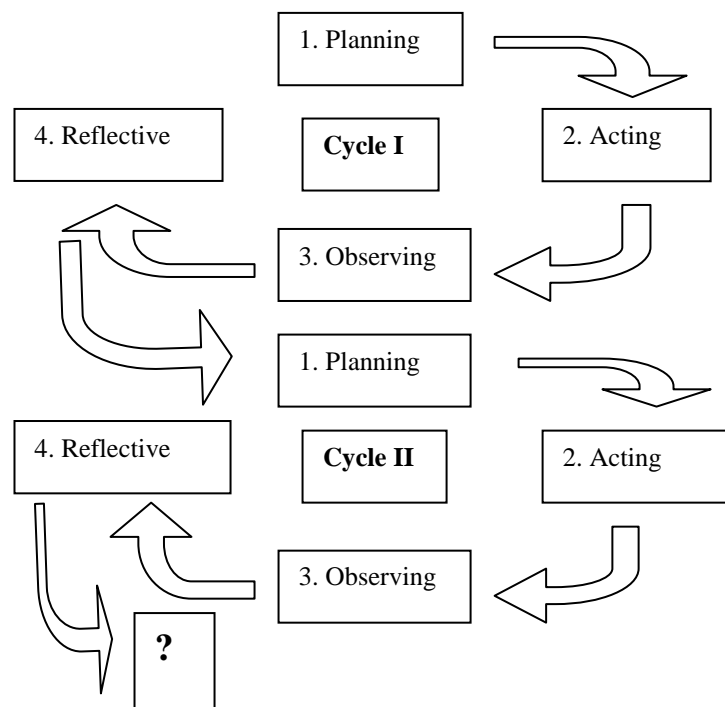 1. Planning
4. Reflective
Cycle I
2. Acting
3. Observing
1. Planning
4. Reflective
Cycle II
2. Acting
3. Observing
?